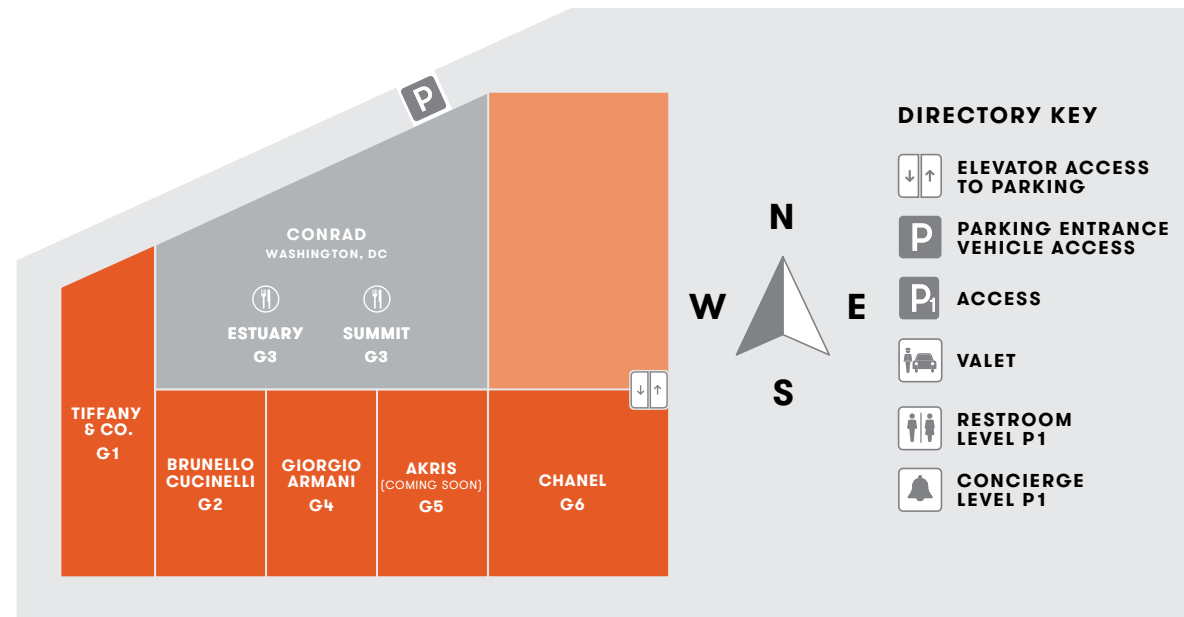 P
CONRAD
WASHINGTON, DC
ESTUARY
G3
SUMMIT
G3
TIFFANY
& CO.
G1
BRUNELLO
CUCINELLI
G2
GIORGIO
ARMANI
G4
AKRIS
(COMING SOON)
G5
CHANEL
G6
N
W
E
S
DIRECTORY KEY
ELEVATOR ACCESS
TO PARKING
P
PARKING ENTRANCE
VEHICLE ACCESS
P1
ACCESS
VALET
RESTROOM
LEVEL P1
CONCIERGE
LEVEL P1